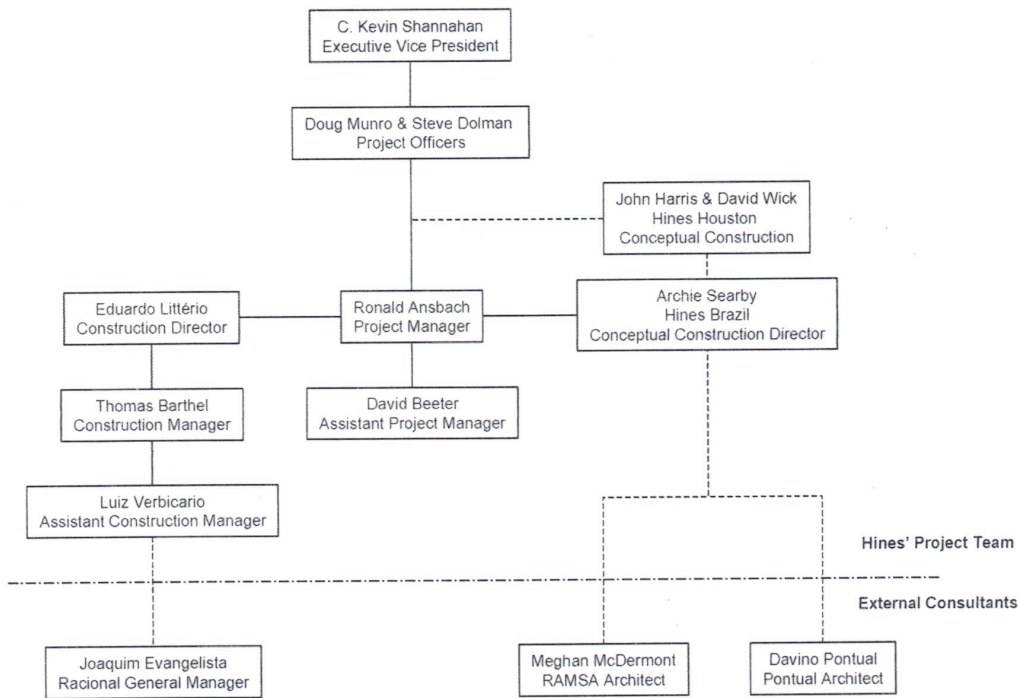 C. Kevin Shannahan
Executive Vice President
Doug Munro & Steve Dolman
Project Officers
John Harris & David Wick
Hines Houston
Conceptual Construction
Eduardo Littério
Construction Director
Ronald Ansbach
Project Manager
Archie Searby
Hines Brazil
Conceptual Construction Director
Thomas Barthel
Construction Manager
David Beeter
Assistant Project Manager
Luiz Verbicario
Assistant Construction Manager
Hines' Project Team
External Consultants
Joaquim Evangelista
Racional General Manager
Meghan McDermont
RAMSA Architect
Davino Pontual
Pontual Architect